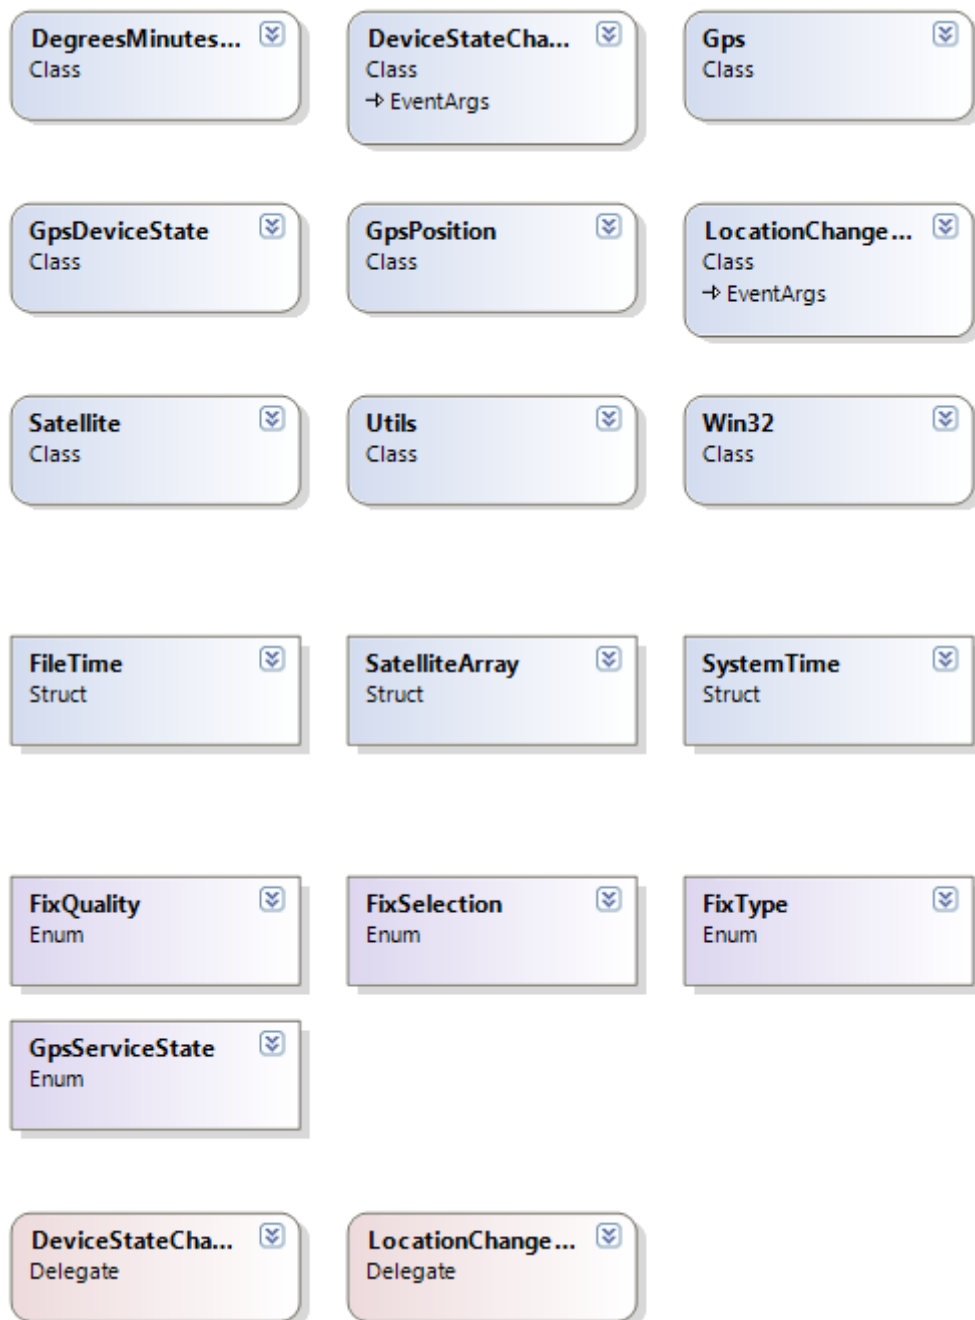 DegreesMinutes...
Class
DeviceStateCha...
Class
EventArgs
Gps
Class
GpsDeviceState
Class
GpsPosition
Class
LocationChange...
Class
EventArgs
Satellite
Class
Utils
Class
Win32
Class
FileTime
Struct
SatelliteArray
Struct
SystemTime
Struct
FixQuality
Enum
FixSelection
Enum
FixType
Enum
GpsServiceState
Enum
DeviceStateCha...
Delegate
LocationChange...
Delegate